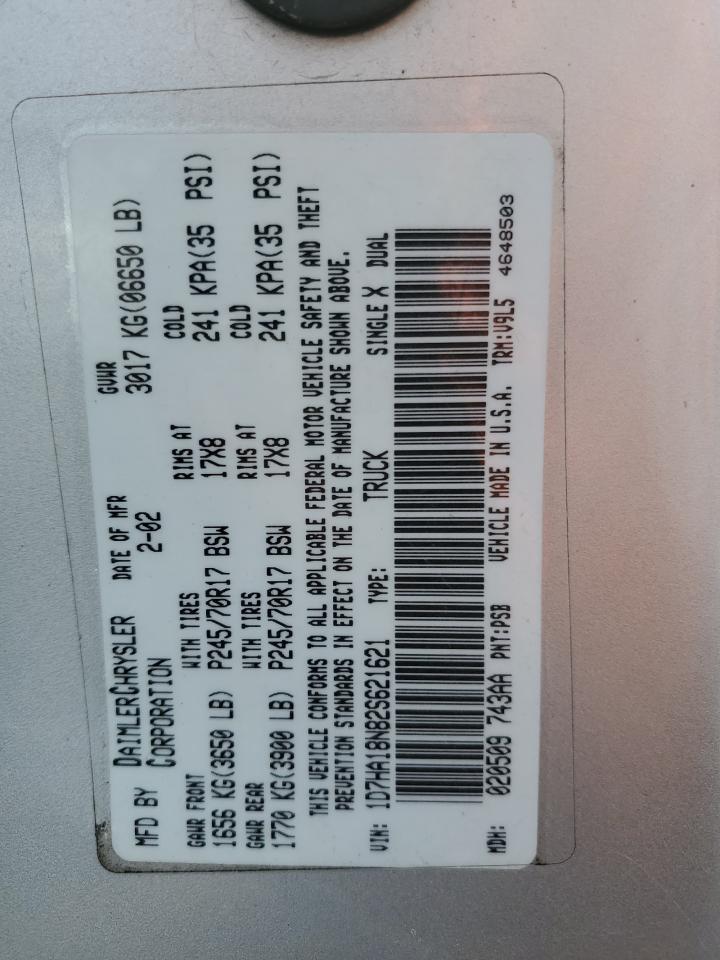 MFD BY DAIMLERCHRYSLER CORPORATION
DATE OF MFR 2-02
GVWR 3017 KG(06650 LB)
GAWR FRONT WITH TIRES RIMS AT COLD
1656 KG(3650 LB) P245/70R17 BSW 17X8 241 KPA(35 PSI)
GAWR REAR WITH TIRES RIMS AT COLD
1770 KG(3900 LB) P245/70R17 BSW 17X8 241 KPA(35 PSI)
THIS VEHICLE CONFORMS TO ALL APPLICABLE FEDERAL MOTOR VEHICLE SAFETY AND THEFT
PREVENTION STANDARDS IN EFFECT ON THE DATE OF MANUFACTURE SHOWN ABOVE.
VIN: 1D7HA18N82S621621 TYPE: TRUCK SINGLE X DUAL
MDH: 020509 743AA PNT:PSB VEHICLE MADE IN U.S.A. TRM:V9L5 4648503